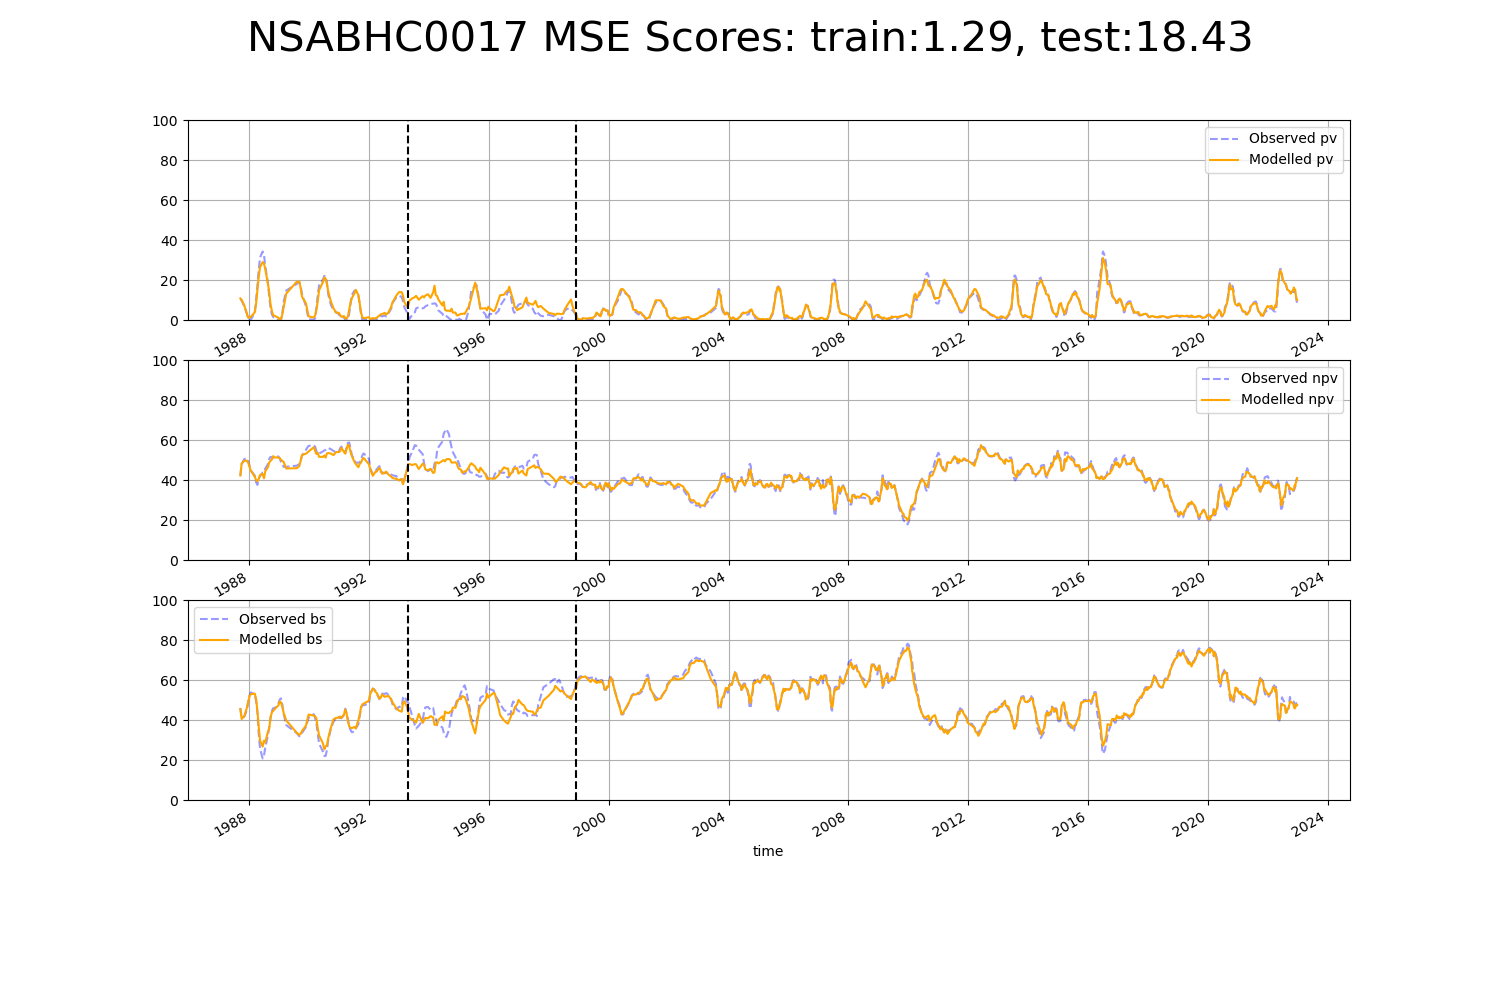 NSABHC0017 MSE Scores: train:1.29, test:18.43
100
80
60
40
20
0
Observed pv
Modelled pv
1988 1992 1996 2000 2004 2008 2012 2016 2020 2024
100
80
60
40
20
0
Observed npv
Modelled npv
1988 1992 1996 2000 2004 2008 2012 2016 2020 2024
100
80
60
40
20
0
Observed bs
Modelled bs
1988 1992 1996 2000 2004 2008 2012 2016 2020 2024
time